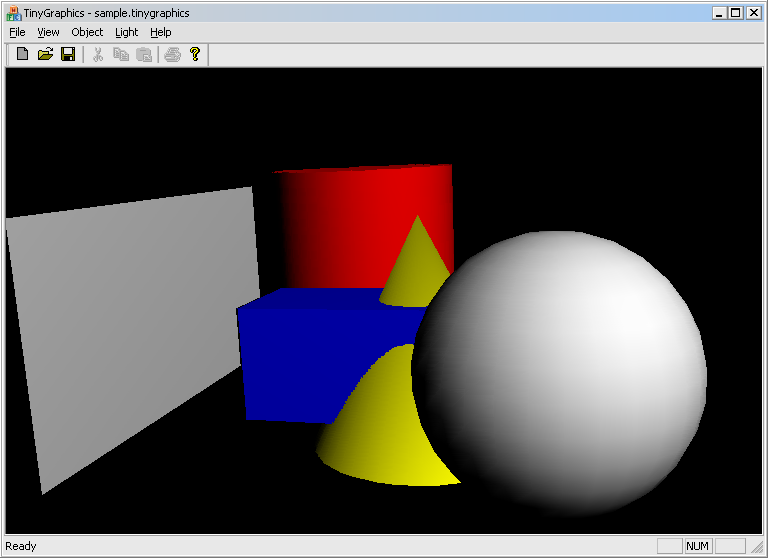 TinyGraphics - sample.tinygraphics
File View Object Light Help
Ready NUM